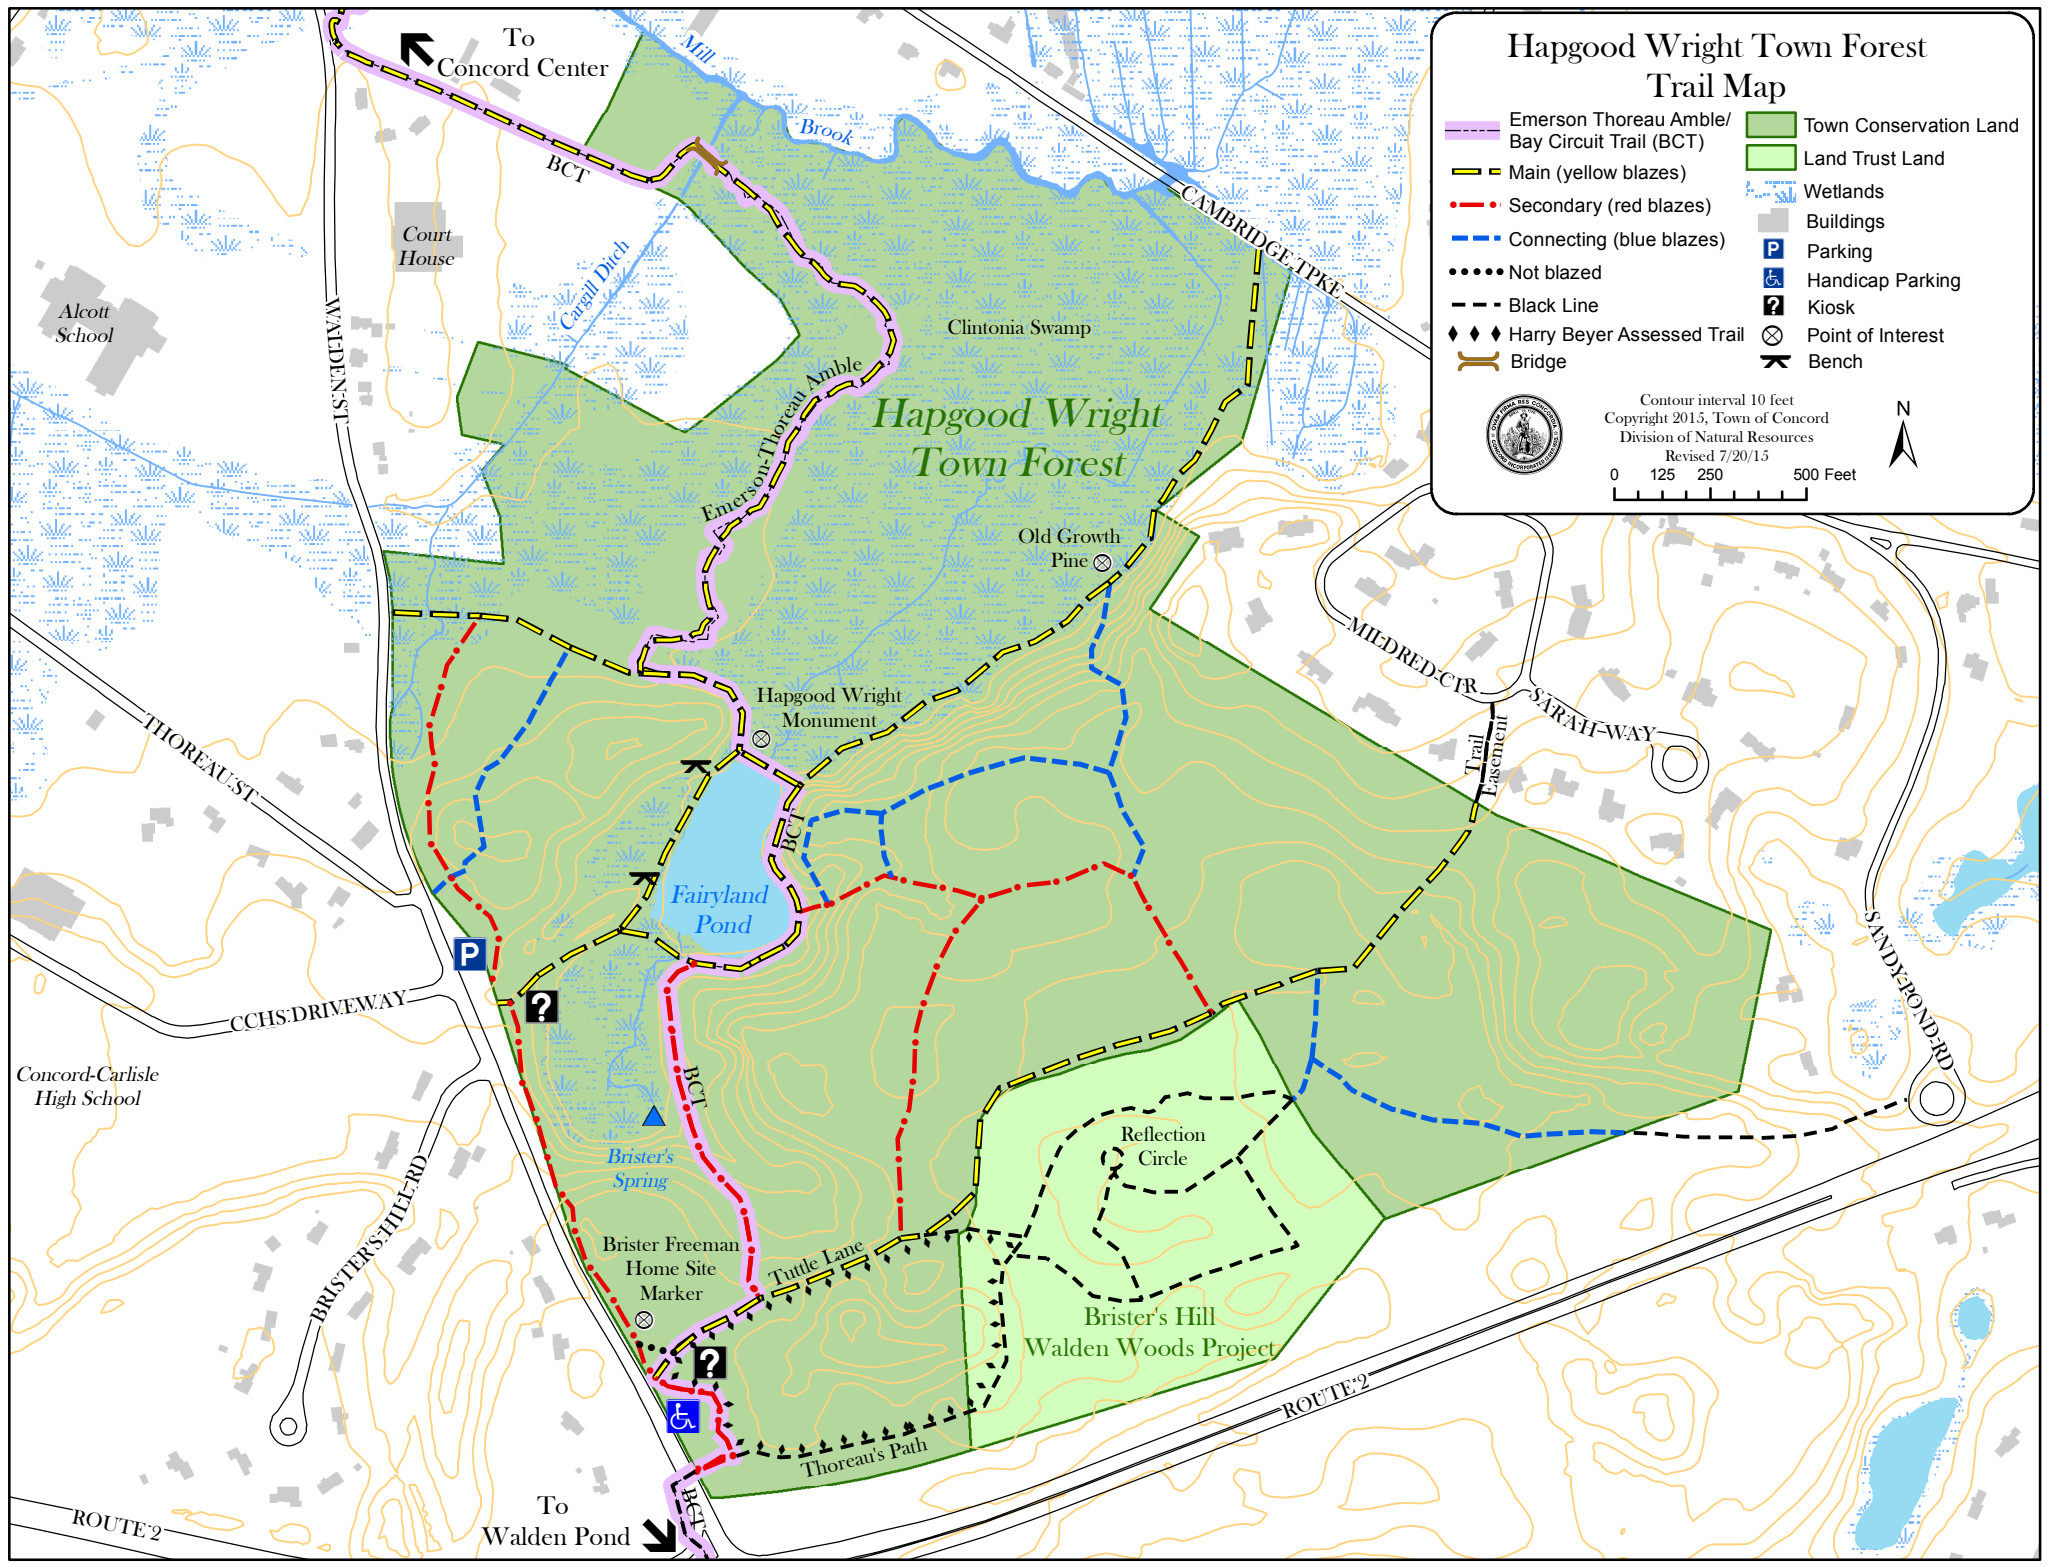 Hapgood Wright Town Forest
Trail Map
Emerson Thoreau Amble/
Bay Circuit Trail (BCT)
Main (yellow blazes)
Secondary (red blazes)
Connecting (blue blazes)
Not blazed
Black Line
Harry Beyer Assessed Trail
Bridge
Town Conservation Land
Land Trust Land
Wetlands
Buildings
P Parking
Handicap Parking
? Kiosk
Point of Interest
Bench
Contour interval 10 feet
Copyright 2015, Town of Concord
Division of Natural Resources
Revised 7/20/15
N
0 125 250 500 Feet
To
Concord Center
Mill
Brook
BCT
CAMBRIDGE TPKE
Court
House
Cargill Ditch
Alcott
School
WALDEN ST
Clintonia Swamp
Emerson-Thoreau Amble
Hapgood Wright
Town Forest
Old Growth
Pine
MILDRED CIR
SARAH WAY
Trail
Easement
Hapgood Wright
Monument
THOREAU ST
BCT
Fairyland
Pond
P
?
CCHS DRIVEWAY
SANDY POND RD
Concord-Carlisle
High School
BCT
Brister's
Spring
Reflection
Circle
BRISTER'S HILL RD
Brister Freeman
Home Site
Marker
Tuttle Lane
Brister's Hill
Walden Woods Project
?
ROUTE 2
Thoreau's Path
To
Walden Pond
BCT
ROUTE 2